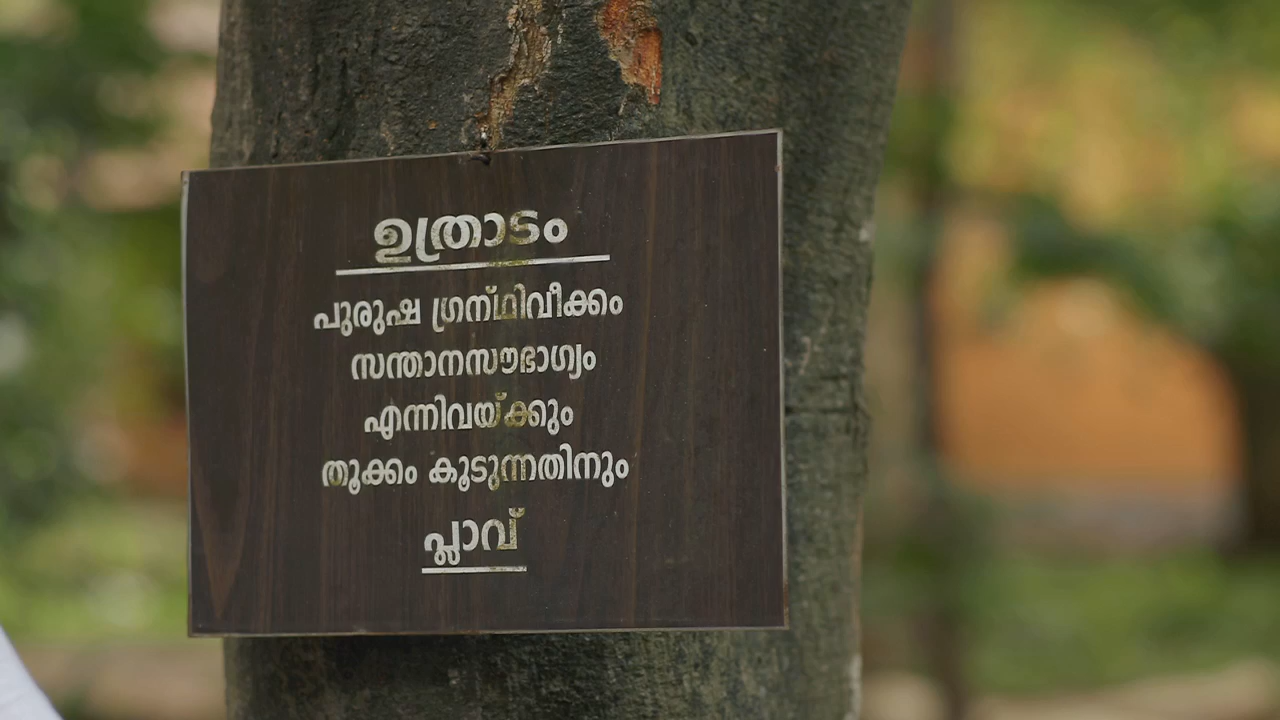 ഉത്രാടം
പുരുഷ ഗ്രന്ഥിവീക്കം
സന്താനസൗഭാഗ്യം
എന്നിവയ്ക്കും
തൂക്കം കൂടുന്നതിനും
പ്ലാവ്